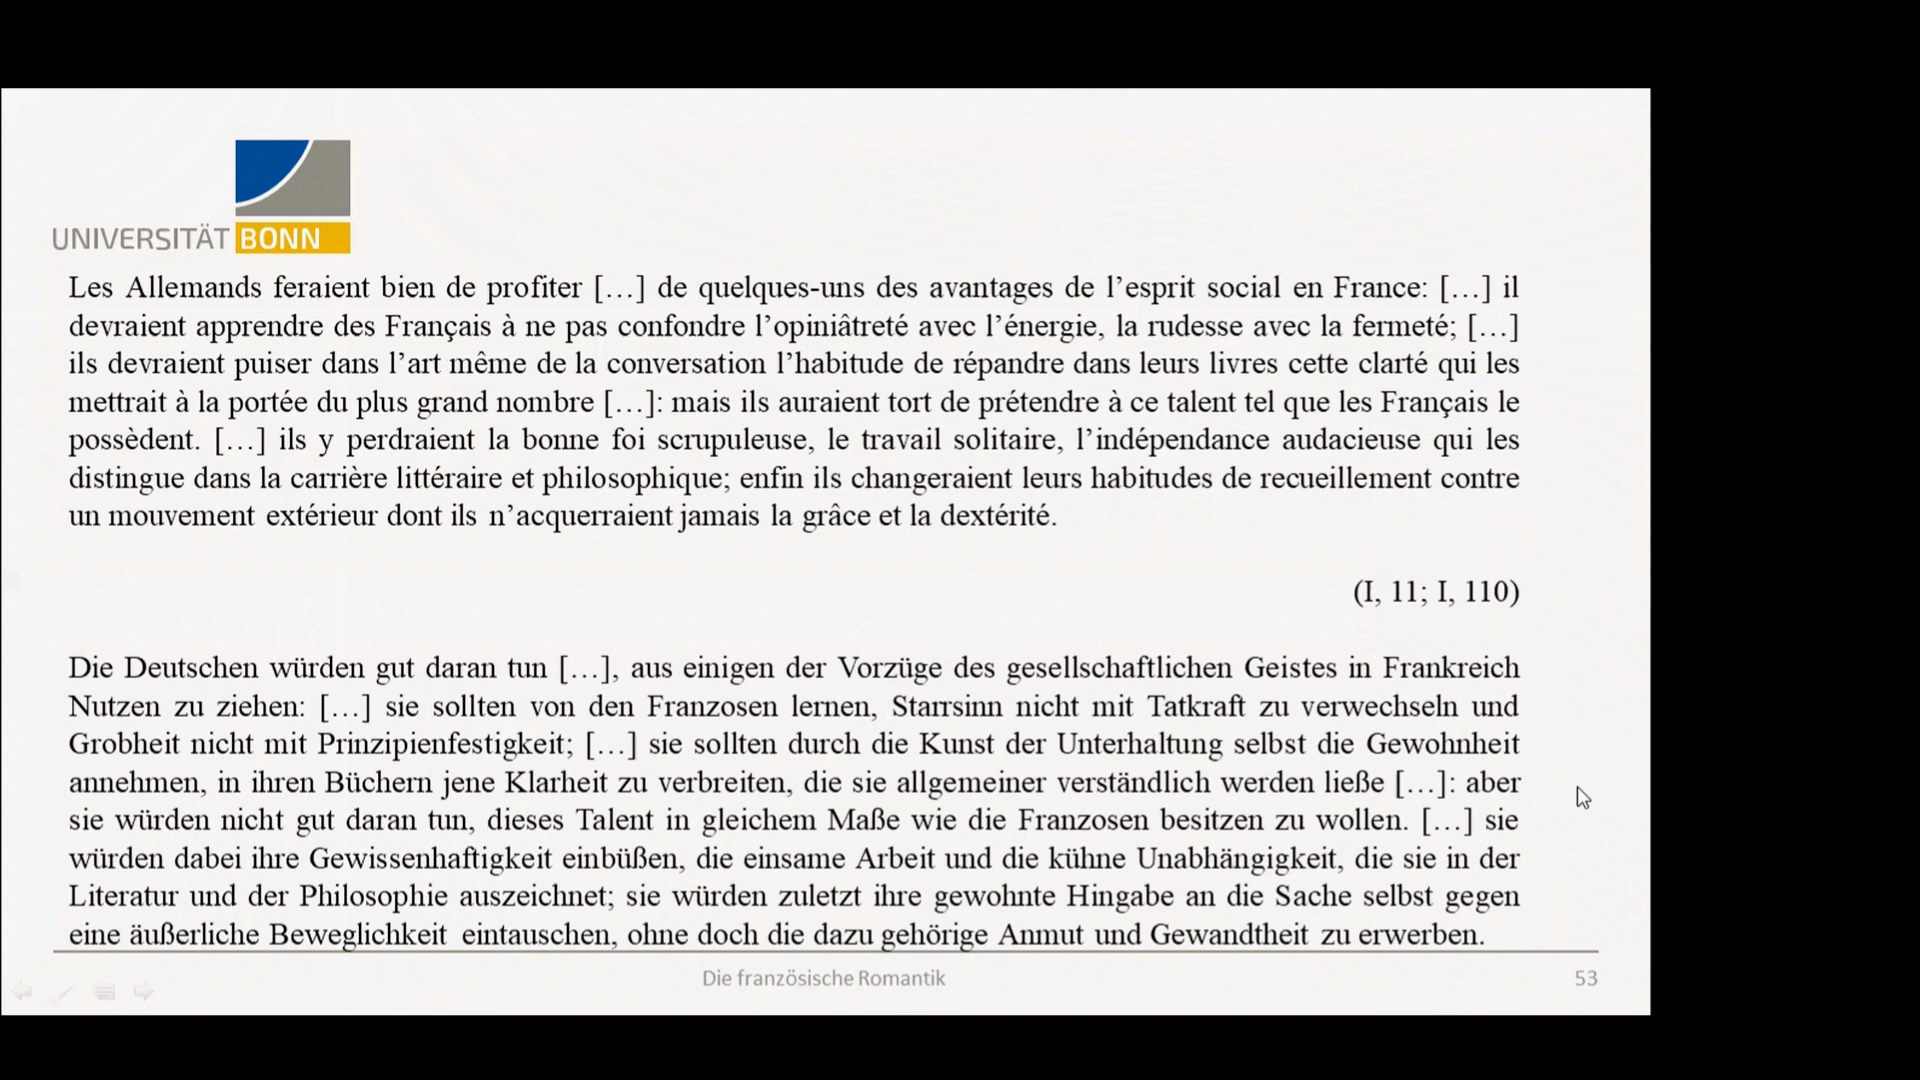 UNIVERSITÄT BONN
Les Allemands feraient bien de profiter […] de quelques-uns des avantages de l’esprit social en France: […] il
devraient apprendre des Français à ne pas confondre l’opiniâtreté avec l’énergie, la rudesse avec la fermeté; […]
ils devraient puiser dans l’art même de la conversation l’habitude de répandre dans leurs livres cette clarté qui les
mettrait à la portée du plus grand nombre […]: mais ils auraient tort de prétendre à ce talent tel que les Français le
possèdent. […] ils y perdraient la bonne foi scrupuleuse, le travail solitaire, l’indépendance audacieuse qui les
distingue dans la carrière littéraire et philosophique; enfin ils changeraient leurs habitudes de recueillement contre
un mouvement extérieur dont ils n’acquerraient jamais la grâce et la dextérité.
(I, 11; I, 110)
Die Deutschen würden gut daran tun […], aus einigen der Vorzüge des gesellschaftlichen Geistes in Frankreich
Nutzen zu ziehen: […] sie sollten von den Franzosen lernen, Starrsinn nicht mit Tatkraft zu verwechseln und
Grobheit nicht mit Prinzipienfestigkeit; […] sie sollten durch die Kunst der Unterhaltung selbst die Gewohnheit
annehmen, in ihren Büchern jene Klarheit zu verbreiten, die sie allgemeiner verständlich werden ließe […]: aber
sie würden nicht gut daran tun, dieses Talent in gleichem Maße wie die Franzosen besitzen zu wollen. […] sie
würden dabei ihre Gewissenhaftigkeit einbüßen, die einsame Arbeit und die kühne Unabhängigkeit, die sie in der
Literatur und der Philosophie auszeichnet; sie würden zuletzt ihre gewohnte Hingabe an die Sache selbst gegen
eine äußerliche Beweglichkeit eintauschen, ohne doch die dazu gehörige Anmut und Gewandtheit zu erwerben.
Die französische Romantik
53